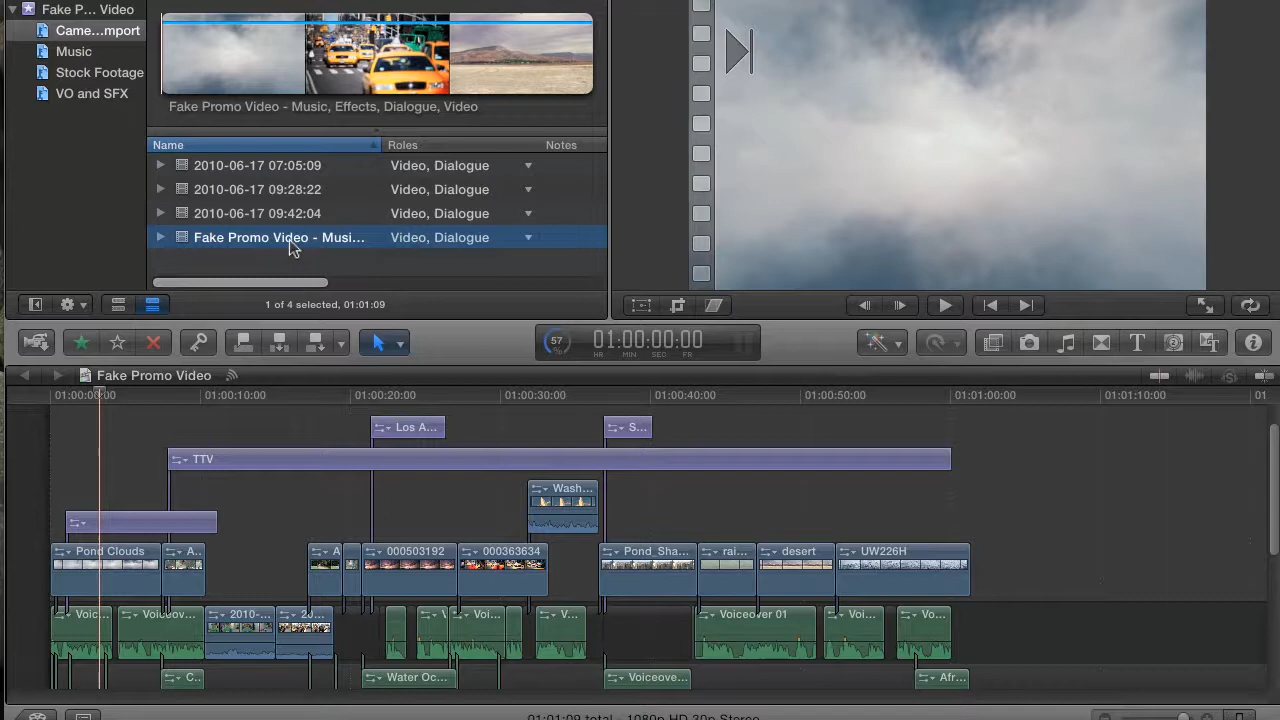 Fake P... Video
Came...mport
Music
Stock Footage
VO and SFX
Fake Promo Video - Music, Effects, Dialogue, Video
Name Roles Notes
2010-06-17 07:05:09 Video, Dialogue
2010-06-17 09:28:22 Video, Dialogue
2010-06-17 09:42:04 Video, Dialogue
Fake Promo Video - Musi... Video, Dialogue
1 of 4 selected, 01:01:09
57 01:00:00:00
HR MIN SEC FR
Fake Promo Video
01:00:00:00 01:00:10:00 01:00:20:00 01:00:30:00 01:00:40:00 01:00:50:00 01:01:00:00 01:01:10:00 01
Los A... S...
TTV
Wash...
Pond Clouds A.. A 000503192 000363634 Pond_Sha... rai... desert UW226H
Voic... Voiceov... 2010-... 20... V Voi... V... Voiceover 01 Voi... Vo...
C... Water Oc... Voiceove... Afr...
01:01:09 total - 1080p HD 30p Stereo